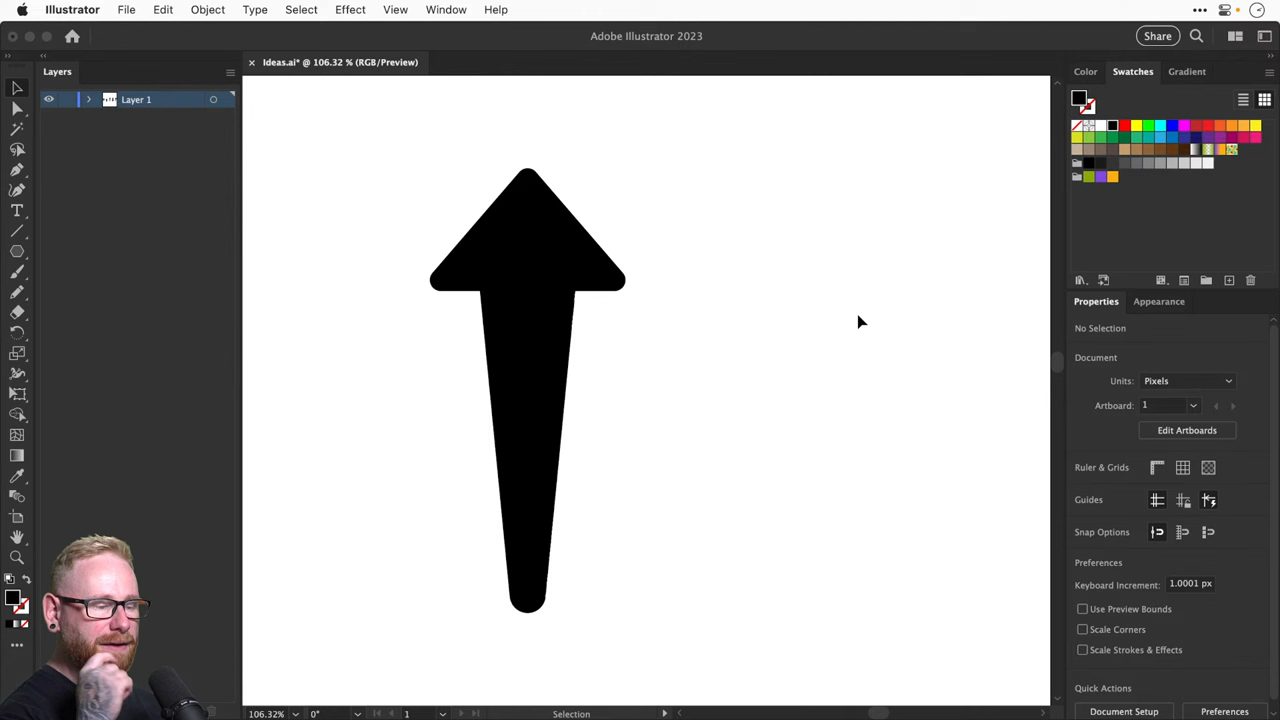 Illustrator File Edit Object Type Select Effect View Window Help
Adobe Illustrator 2023
Share
Layers
Ideas.ai* @ 106.32 % (RGB/Preview)
Color Swatches Gradient
Layer 1
Properties Appearance
No Selection
Document
Units: Pixels
Artboard: 1
Edit Artboards
Ruler & Grids
Guides
Snap Options
Preferences
Keyboard Increment: 1.0001 px
Use Preview Bounds
Scale Corners
Scale Strokes & Effects
Quick Actions
Document Setup Preferences
106.32% 0° 1 Selection